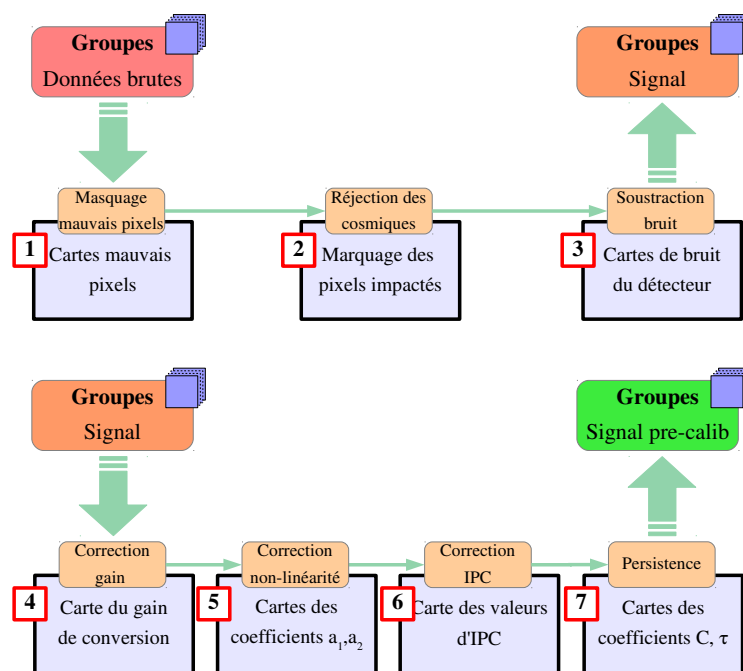 Groupes
Données brutes
Groupes
Signal
Masquage
mauvais pixels
Réjection des
cosmiques
Soustraction
bruit
1
Cartes mauvais
pixels
2
Marquage des
pixels impactés
3
Cartes de bruit
du détecteur
Groupes
Signal
Groupes
Signal pre-calib
Correction
gain
Correction
non-linéarité
Correction
IPC
Persistence
4
Carte du gain
de conversion
5
Cartes des
coefficients a₁,a₂
6
Carte des valeurs
d'IPC
7
Cartes des
coefficients C, τ